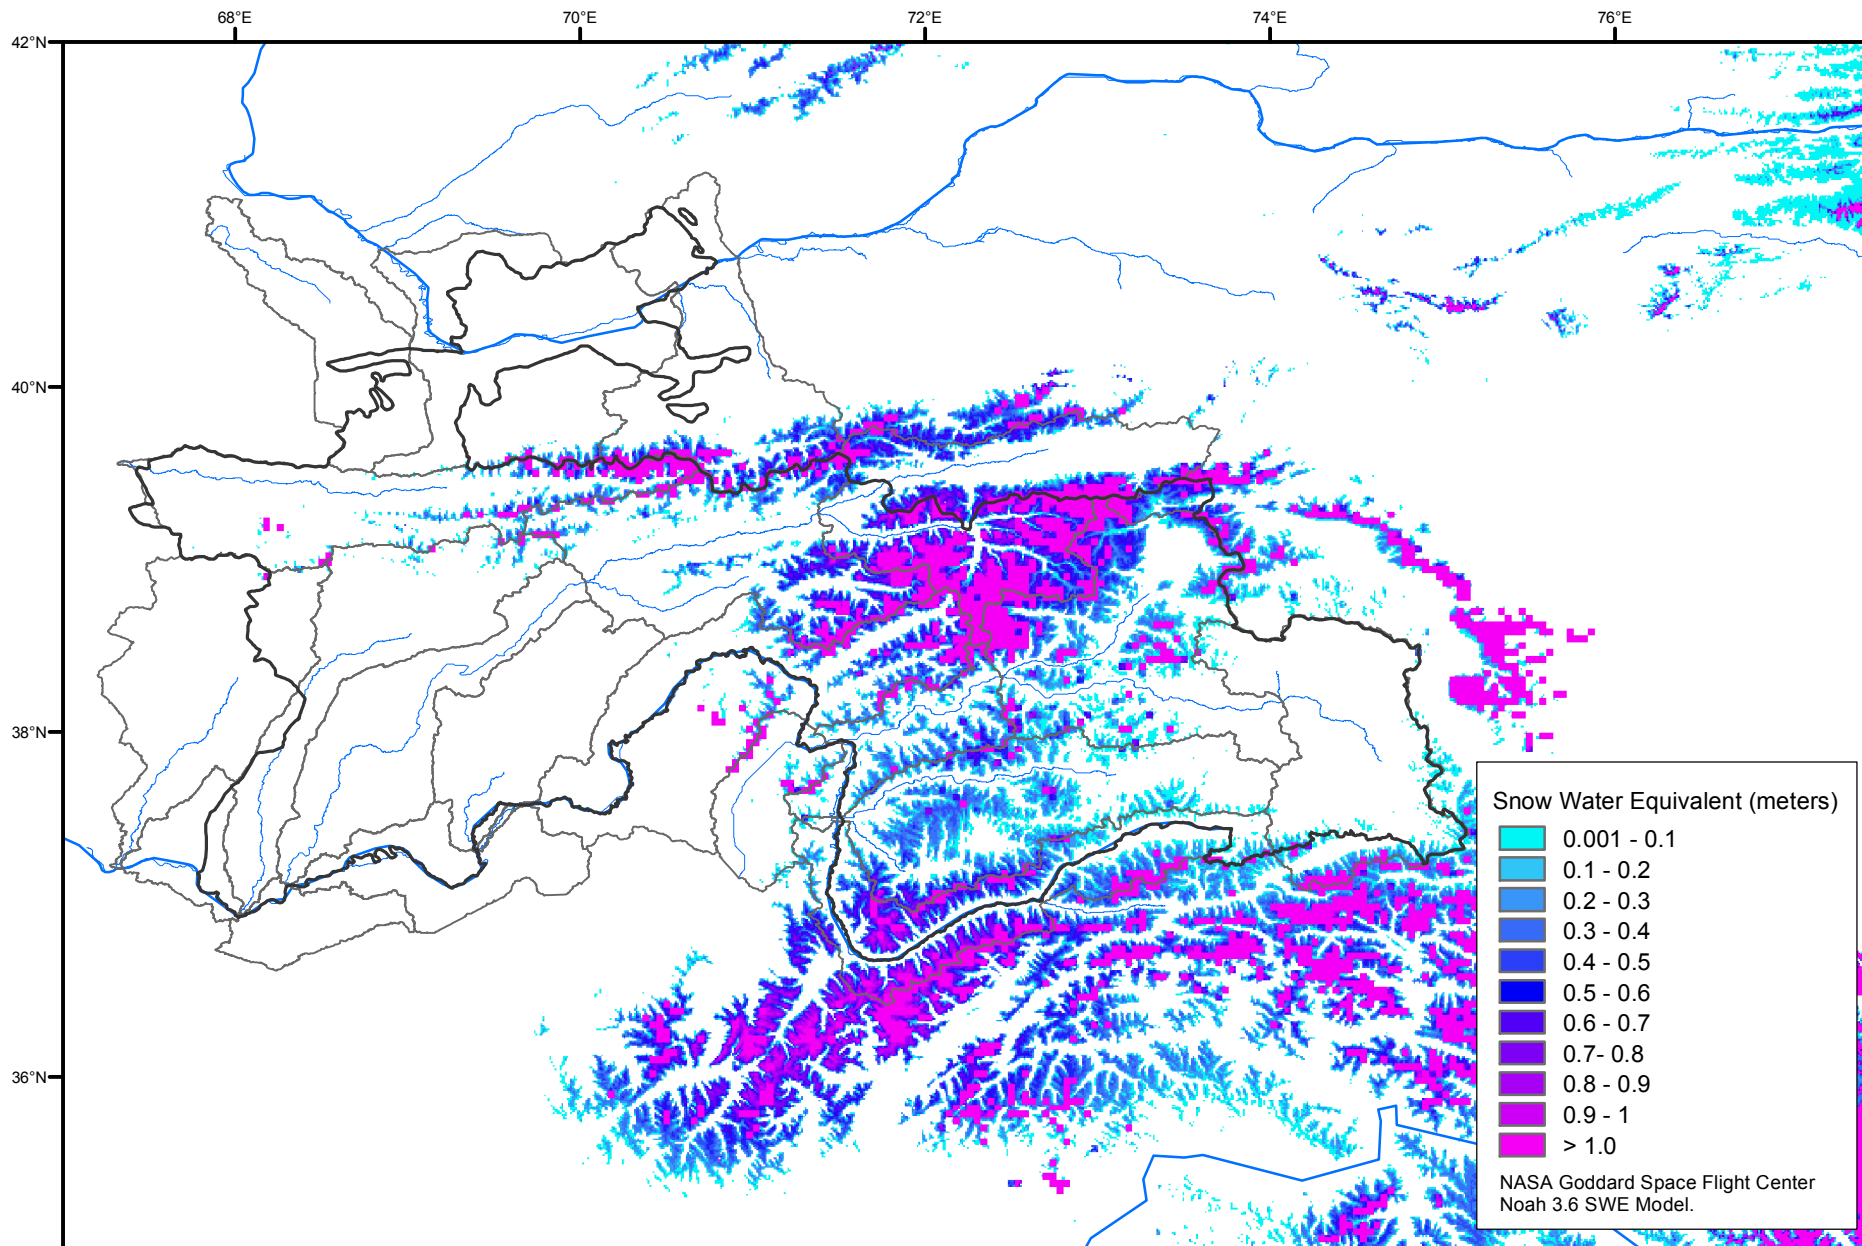 68°E
70°E
72°E
74°E
76°E
42°N
40°N
38°N
36°N
Snow Water Equivalent (meters)
0.001 - 0.1
0.1 - 0.2
0.2 - 0.3
0.3 - 0.4
0.4 - 0.5
0.5 - 0.6
0.6 - 0.7
0.7- 0.8
0.8 - 0.9
0.9 - 1
> 1.0
NASA Goddard Space Flight Center
Noah 3.6 SWE Model.